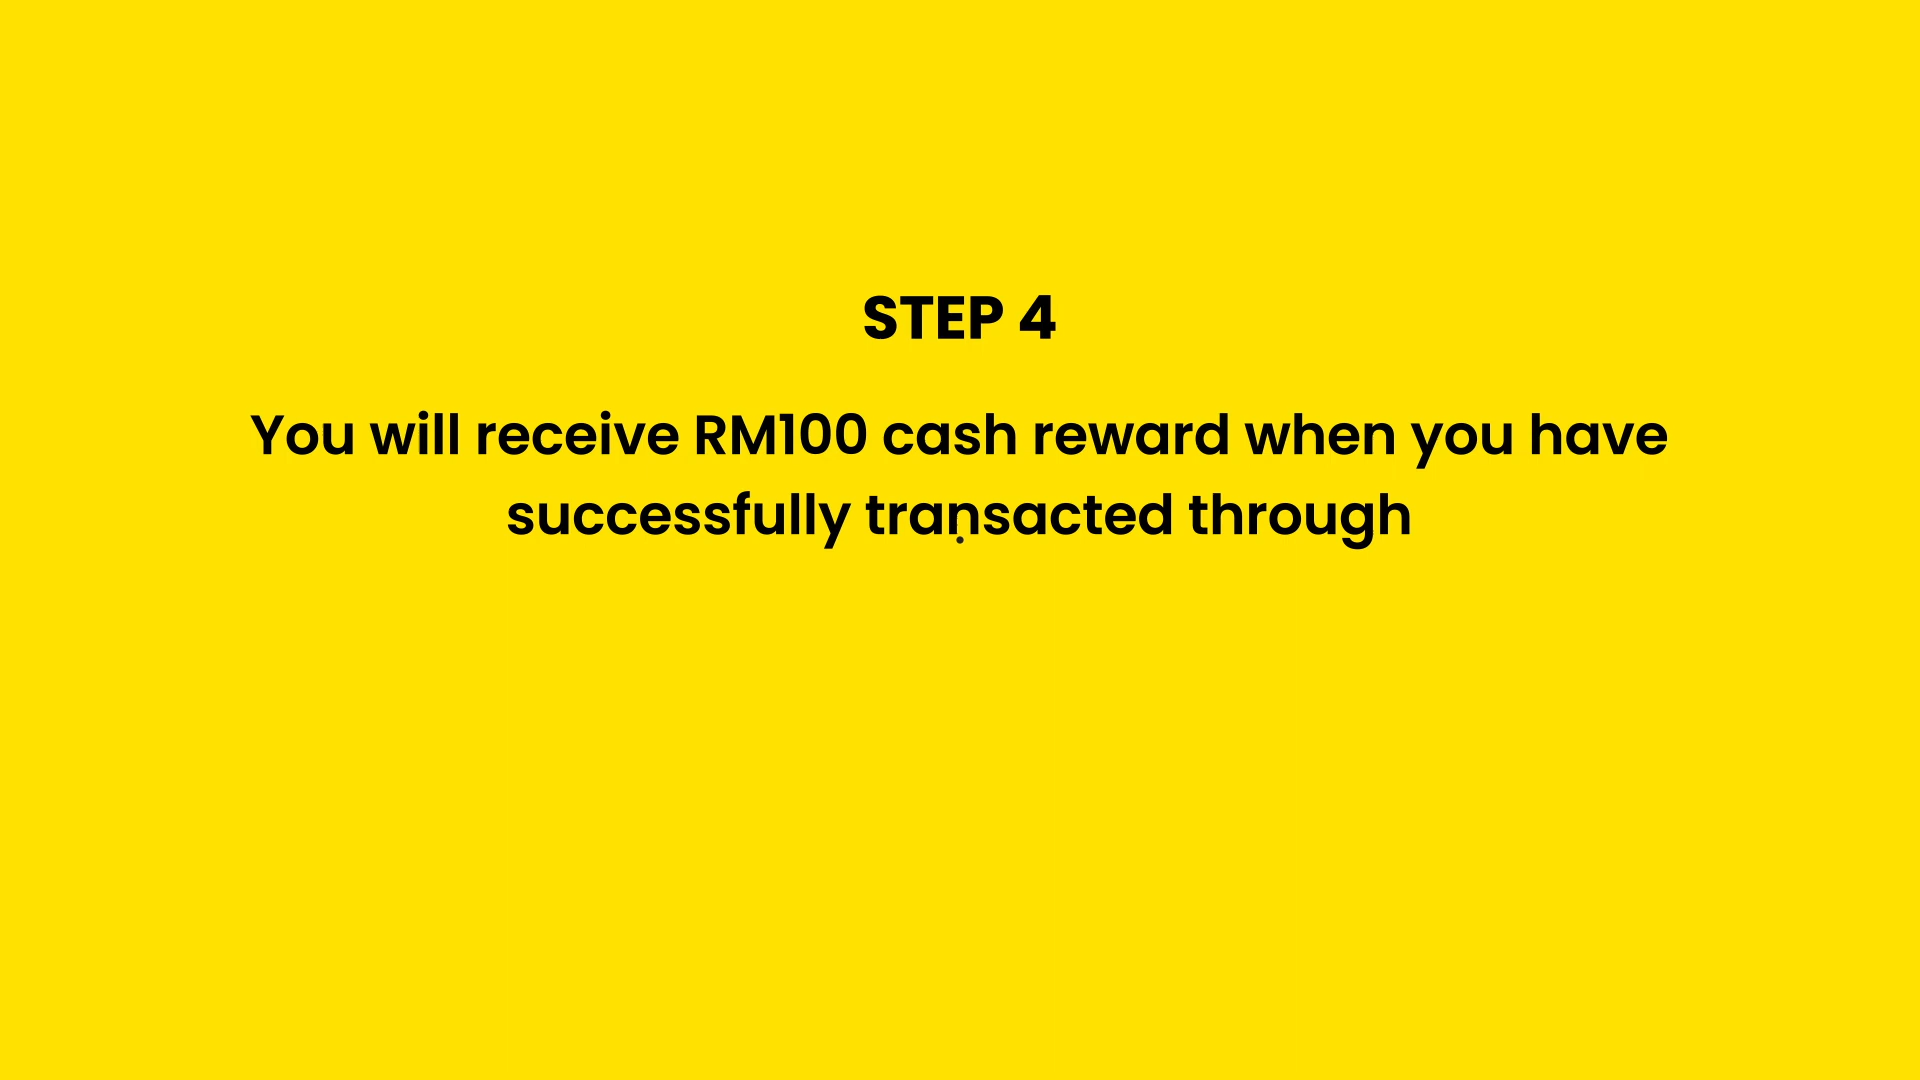 STEP 4
You will receive RM100 cash reward when you have
successfully transacted through